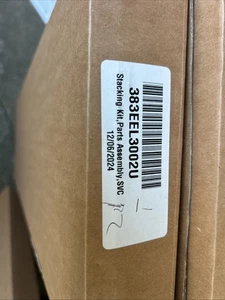 383EEL3002U
Stacking Kit,Parts Assembly,SVC
12/06/2024